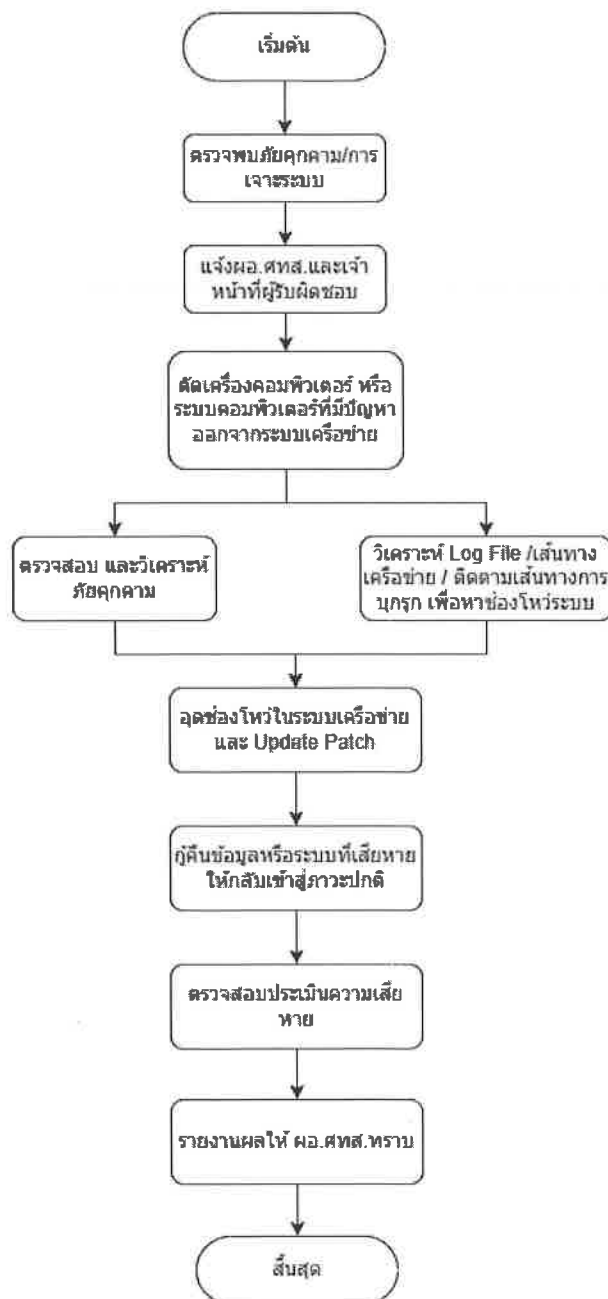 เริ่มต้น
ตรวจพบภัยคุกคาม/การ
เจาะระบบ
แจ้งผอ.ศทส.และเจ้า
หน้าที่ผู้รับผิดชอบ
ตัดเครื่องคอมพิวเตอร์ หรือ
ระบบคอมพิวเตอร์ที่มีปัญหา
ออกจากระบบเครือข่าย
ตรวจสอบ และวิเคราะห์
ภัยคุกคาม
วิเคราะห์ Log File /เส้นทาง
เครือข่าย / ติดตามเส้นทางการ
บุกรุก เพื่อหาช่องโหว่ระบบ
อุดช่องโหว่ในระบบเครือข่าย
และ Update Patch
กู้คืนข้อมูลหรือระบบที่เสียหาย
ให้กลับเข้าสู่ภาวะปกติ
ตรวจสอบประเมินความเสีย
หาย
รายงานผลให้ ผอ.ศทส.ทราบ
สิ้นสุด